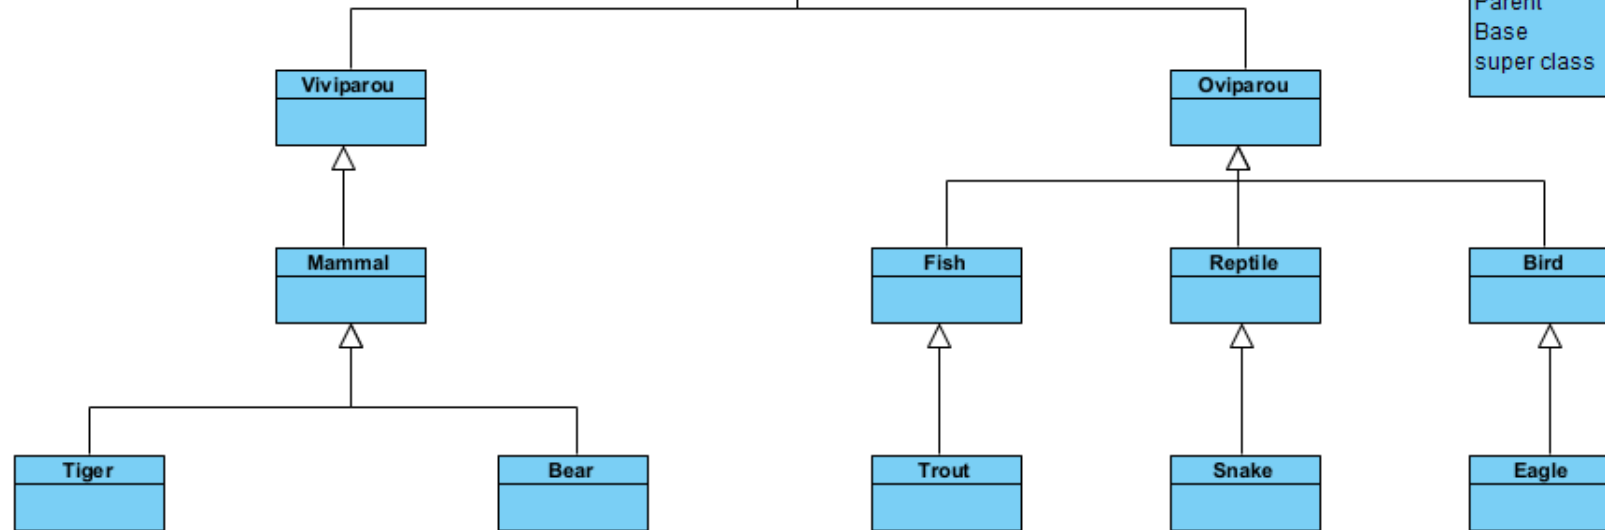 Parent
Base
super class
Viviparou
Oviparou
Mammal
Fish
Reptile
Bird
Tiger
Bear
Trout
Snake
Eagle